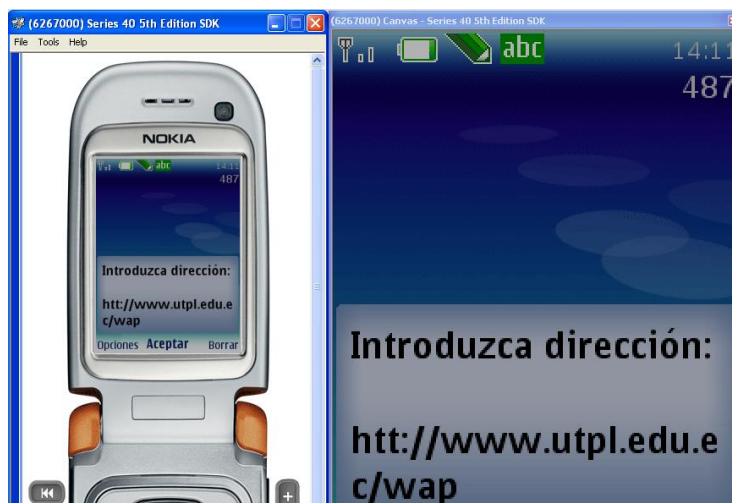 (6267000) Series 40 5th Edition SDK
File Tools Help
NOKIA
abc
14:11
487
Introduzca dirección:
htt://www.utpl.edu.e
c/wap
Opciones Aceptar Borrar
(6267000) Canvas - Series 40 5th Edition SDK
abc
14:11
487
Introduzca dirección:
htt://www.utpl.edu.e
c/wap